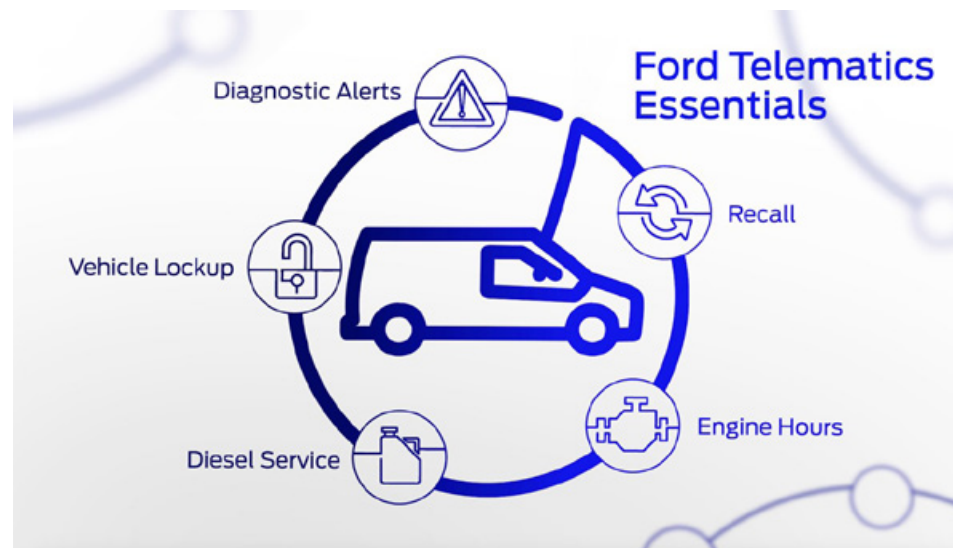 Ford Telematics
Essentials
Diagnostic Alerts
Recall
Vehicle Lockup
Engine Hours
Diesel Service